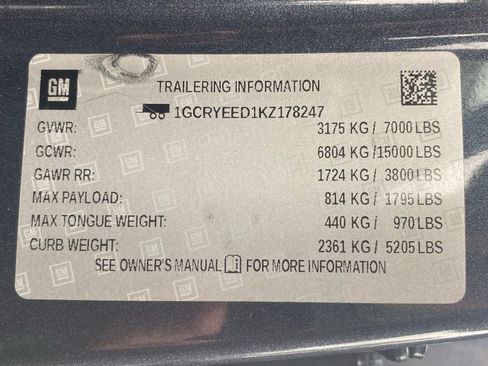 GM
TRAILERING INFORMATION
1GCRYEED1KZ178247
GVWR: 3175 KG / 7000 LBS
GCWR: 6804 KG /15000 LBS
GAWR RR: 1724 KG / 3800 LBS
MAX PAYLOAD: 814 KG / 1795 LBS
MAX TONGUE WEIGHT: 440 KG / 970 LBS
CURB WEIGHT: 2361 KG / 5205 LBS
SEE OWNER'S MANUAL FOR MORE INFORMATION